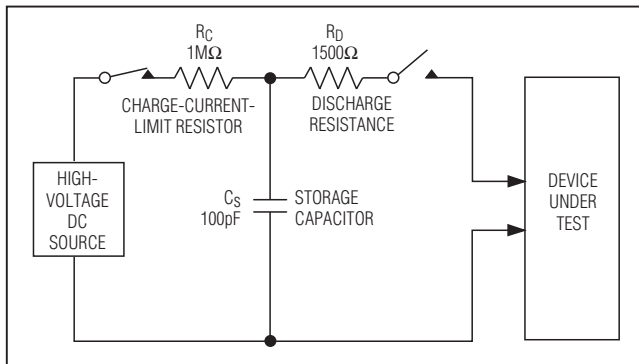 RC
1MΩ
CHARGE-CURRENT-
LIMIT RESISTOR
RD
1500Ω
DISCHARGE
RESISTANCE
HIGH-
VOLTAGE
DC
SOURCE
CS
100pF
STORAGE
CAPACITOR
DEVICE
UNDER
TEST